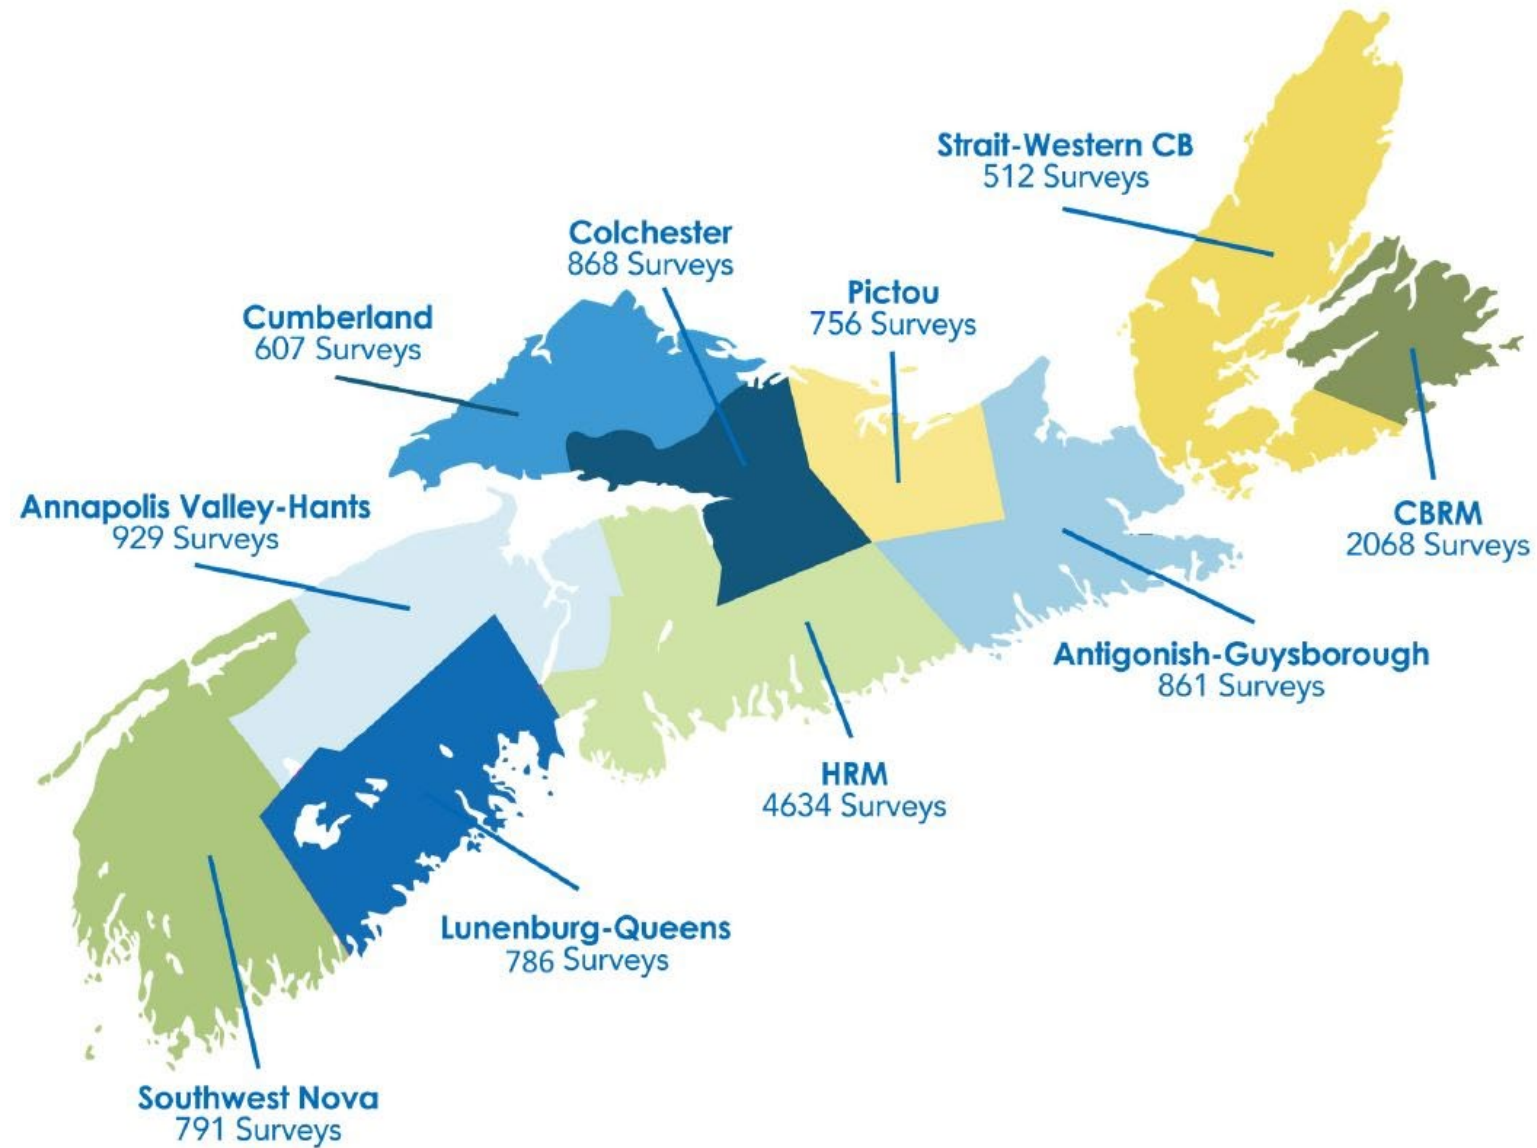 Strait-Western CB
512 Surveys
Colchester
868 Surveys
Pictou
756 Surveys
Cumberland
607 Surveys
Annapolis Valley-Hants
929 Surveys
CBRM
2068 Surveys
Antigonish-Guysborough
861 Surveys
HRM
4634 Surveys
Lunenburg-Queens
786 Surveys
Southwest Nova
791 Surveys